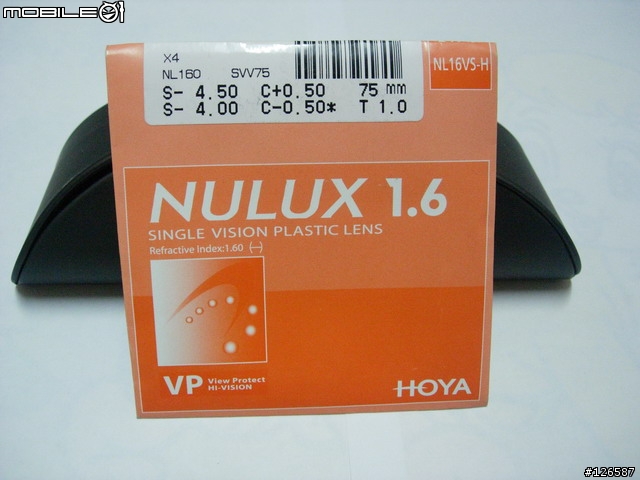 MOBILE01
X4
NL160 SVV75
S- 4.50 C+0.50 75 mm
S- 4.00 C-0.50* T 1.0
NL16VS-H
NULUX 1.6
SINGLE VISION PLASTIC LENS
Refractive Index:1.60 (—)
VP View Protect
HI-VISION
HOYA
#126587